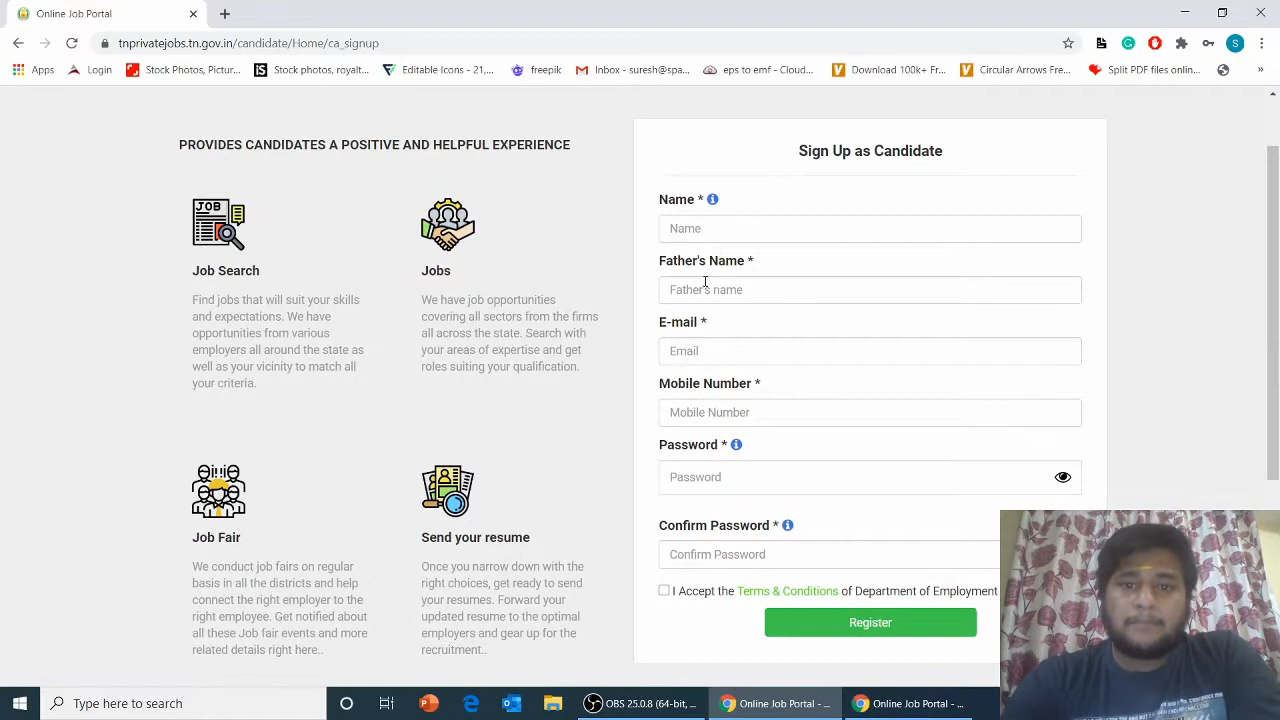 Online Job Portal
tnprivatejobs.tn.gov.in/candidate/Home/ca_signup
S
Apps
Login
Stock Photos, Pictur...
Stock photos, royalt...
Editable Icons - 21,...
freepik
Inbox - suresh@spa...
eps to emf - Cloud...
Download 100k+ Fr...
Circular Arrows Free...
Split PDF files onlin...
»
PROVIDES CANDIDATES A POSITIVE AND HELPFUL EXPERIENCE
JOB
Job Search
Find jobs that will suit your skills
and expectations. We have
opportunities from various
employers all around the state as
well as your vicinity to match all
your criteria.
Jobs
We have job opportunities
covering all sectors from the firms
all across the state. Search with
your areas of expertise and get
roles suiting your qualification.
Job Fair
We conduct job fairs on regular
basis in all the districts and help
connect the right employer to the
right employee. Get notified about
all these Job fair events and more
related details right here..
Send your resume
Once you narrow down with the
right choices, get ready to send
your resumes. Forward your
updated resume to the optimal
employers and gear up for the
recruitment..
Sign Up as Candidate
Name *
Name
Father's Name *
Father's name
E-mail *
Email
Mobile Number *
Mobile Number
Password *
Password
Confirm Password *
Confirm Password
I Accept the Terms & Conditions of Department of Employment
Register
Type here to search
OBS 25.0.8 (64-bit, ...
Online Job Portal - ...
Online Job Portal - ...